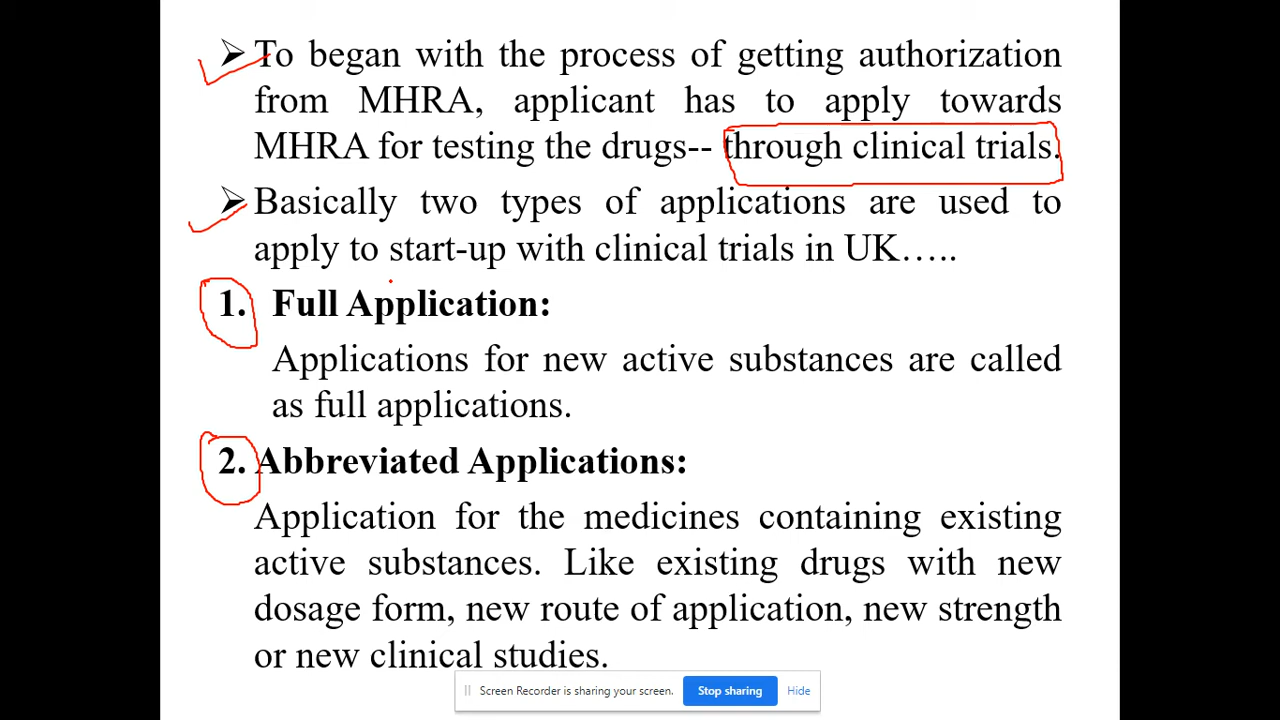 ➢ To began with the process of getting authorization
from MHRA, applicant has to apply towards
MHRA for testing the drugs-- through clinical trials.
➢ Basically two types of applications are used to
apply to start-up with clinical trials in UK…..
1. Full Application:
Applications for new active substances are called
as full applications.
2. Abbreviated Applications:
Application for the medicines containing existing
active substances. Like existing drugs with new
dosage form, new route of application, new strength
or new clinical studies.
Screen Recorder is sharing your screen. Stop sharing Hide